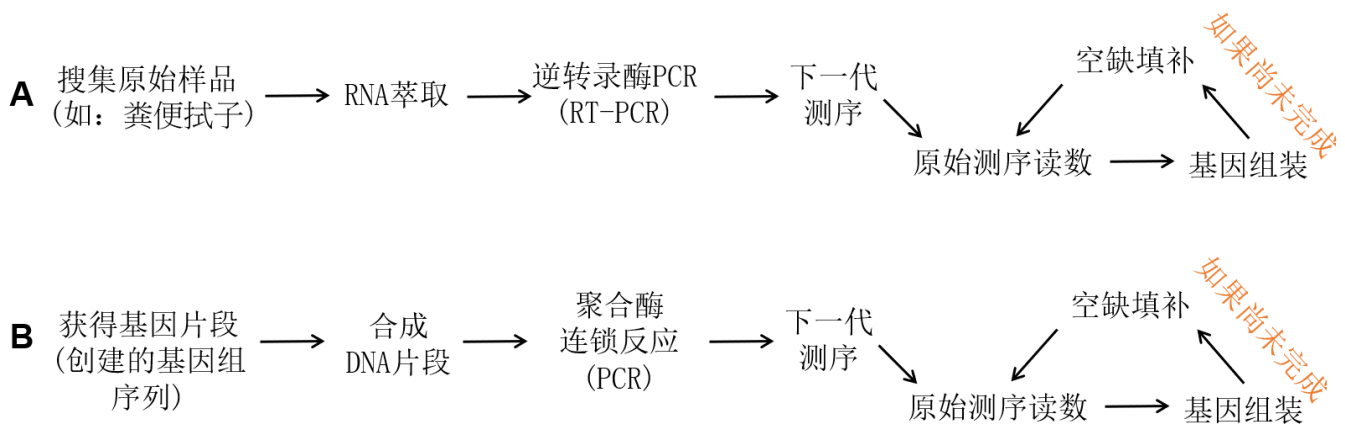 A
搜集原始样品
(如：粪便拭子)
RNA萃取
逆转录酶PCR
(RT-PCR)
下一代
测序
原始测序读数
基因组装
空缺填补
如果尚未完成
B
获得基因片段
(创建的基因组
序列)
合成
DNA片段
聚合酶
连锁反应
(PCR)
下一代
测序
原始测序读数
基因组装
空缺填补
如果尚未完成